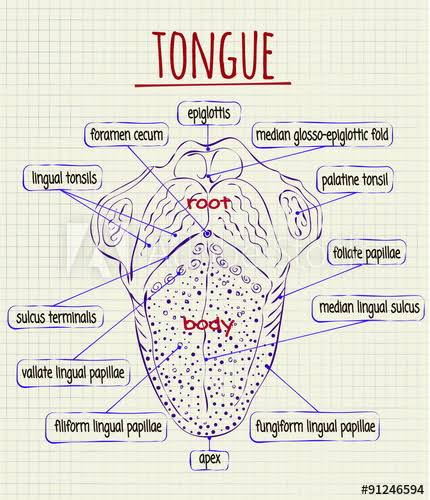 TONGUE
epiglottis
foramen cecum
median glosso-epiglottic fold
lingual tonsils
palatine tonsil
root
foliate papillae
median lingual sulcus
sulcus terminalis
body
vallate lingual papillae
filiform lingual papillae
fungiform lingual papillae
apex
#91246594